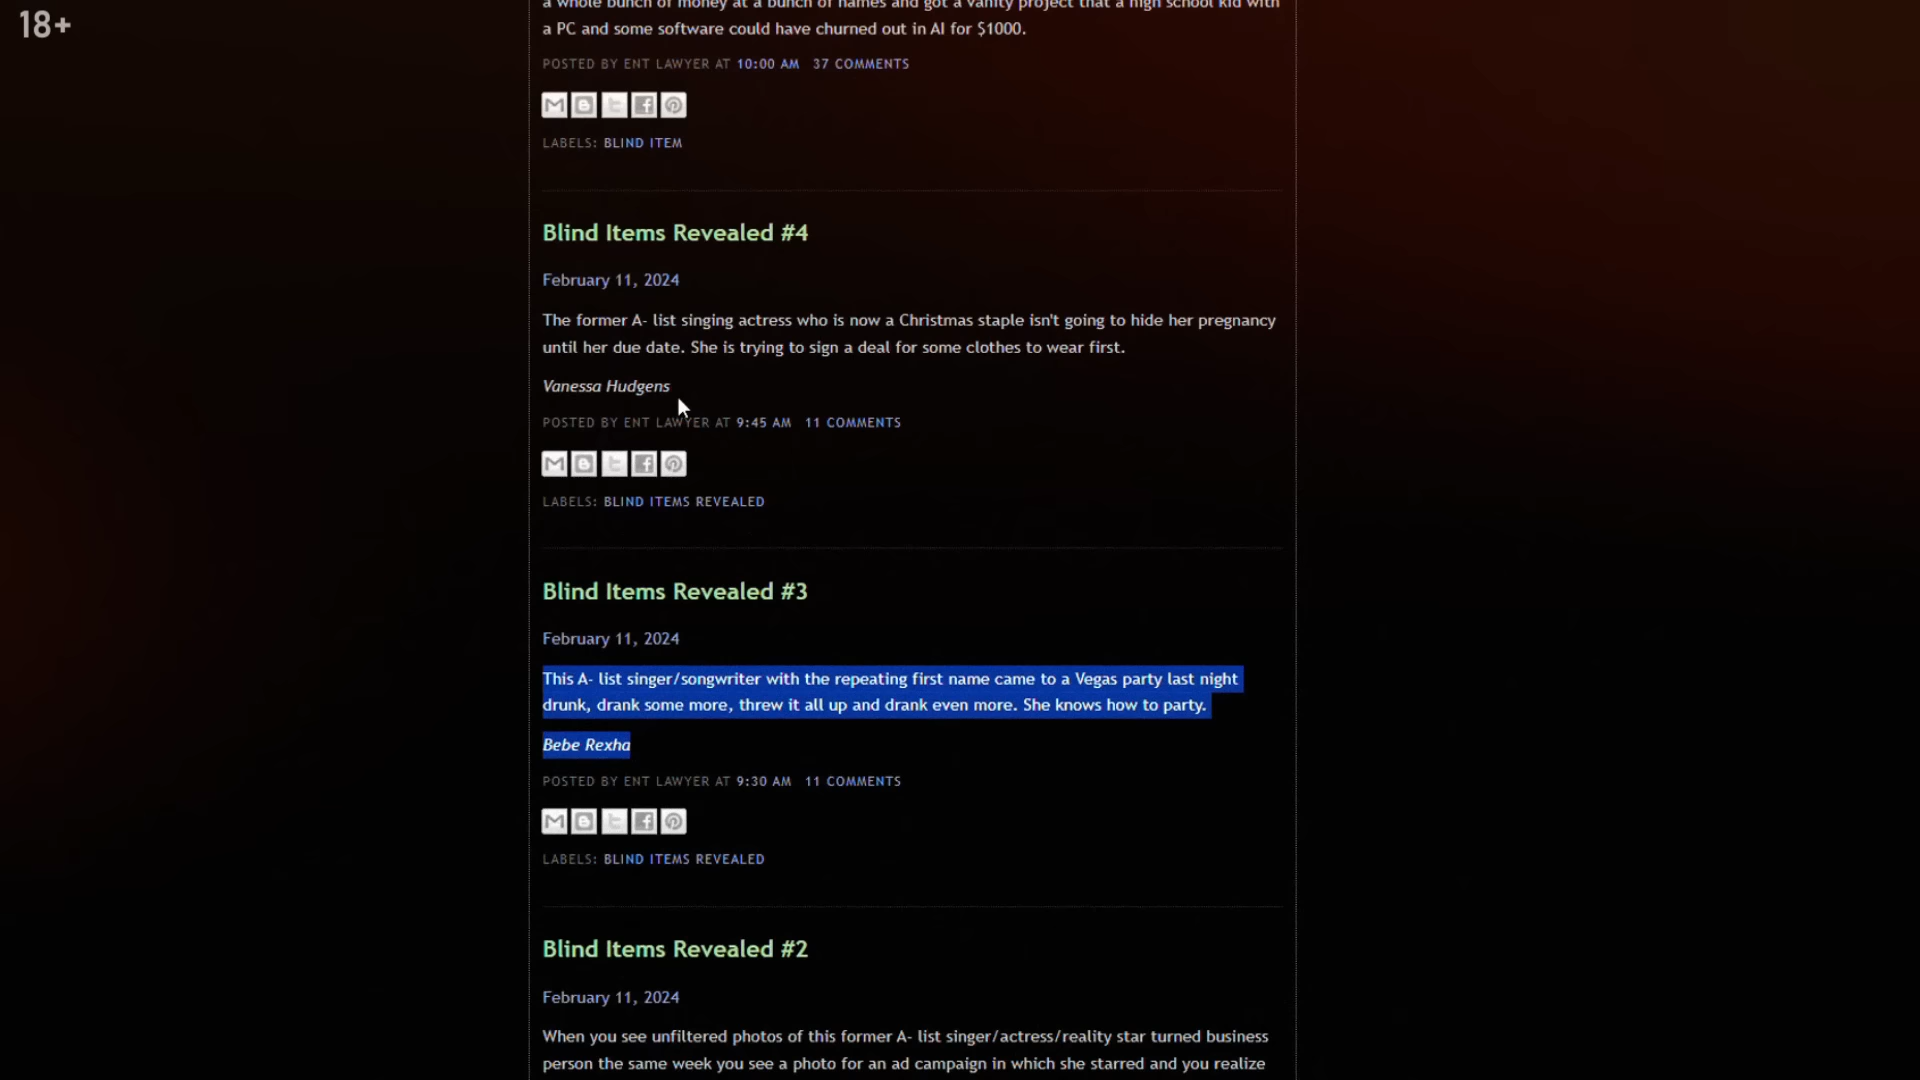 18+
a whole bunch of money at a bunch of names and got a vanity project that a high school kid with
a PC and some software could have churned out in AI for $1000.
POSTED BY ENT LAWYER AT 10:00 AM 37 COMMENTS
LABELS: BLIND ITEM
Blind Items Revealed #4
February 11, 2024
The former A- list singing actress who is now a Christmas staple isn't going to hide her pregnancy
until her due date. She is trying to sign a deal for some clothes to wear first.
Vanessa Hudgens
POSTED BY ENT LAWYER AT 9:45 AM 11 COMMENTS
LABELS: BLIND ITEMS REVEALED
Blind Items Revealed #3
February 11, 2024
This A- list singer/songwriter with the repeating first name came to a Vegas party last night
drunk, drank some more, threw it all up and drank even more. She knows how to party.
Bebe Rexha
POSTED BY ENT LAWYER AT 9:30 AM 11 COMMENTS
LABELS: BLIND ITEMS REVEALED
Blind Items Revealed #2
February 11, 2024
When you see unfiltered photos of this former A- list singer/actress/reality star turned business
person the same week you see a photo for an ad campaign in which she starred and you realize